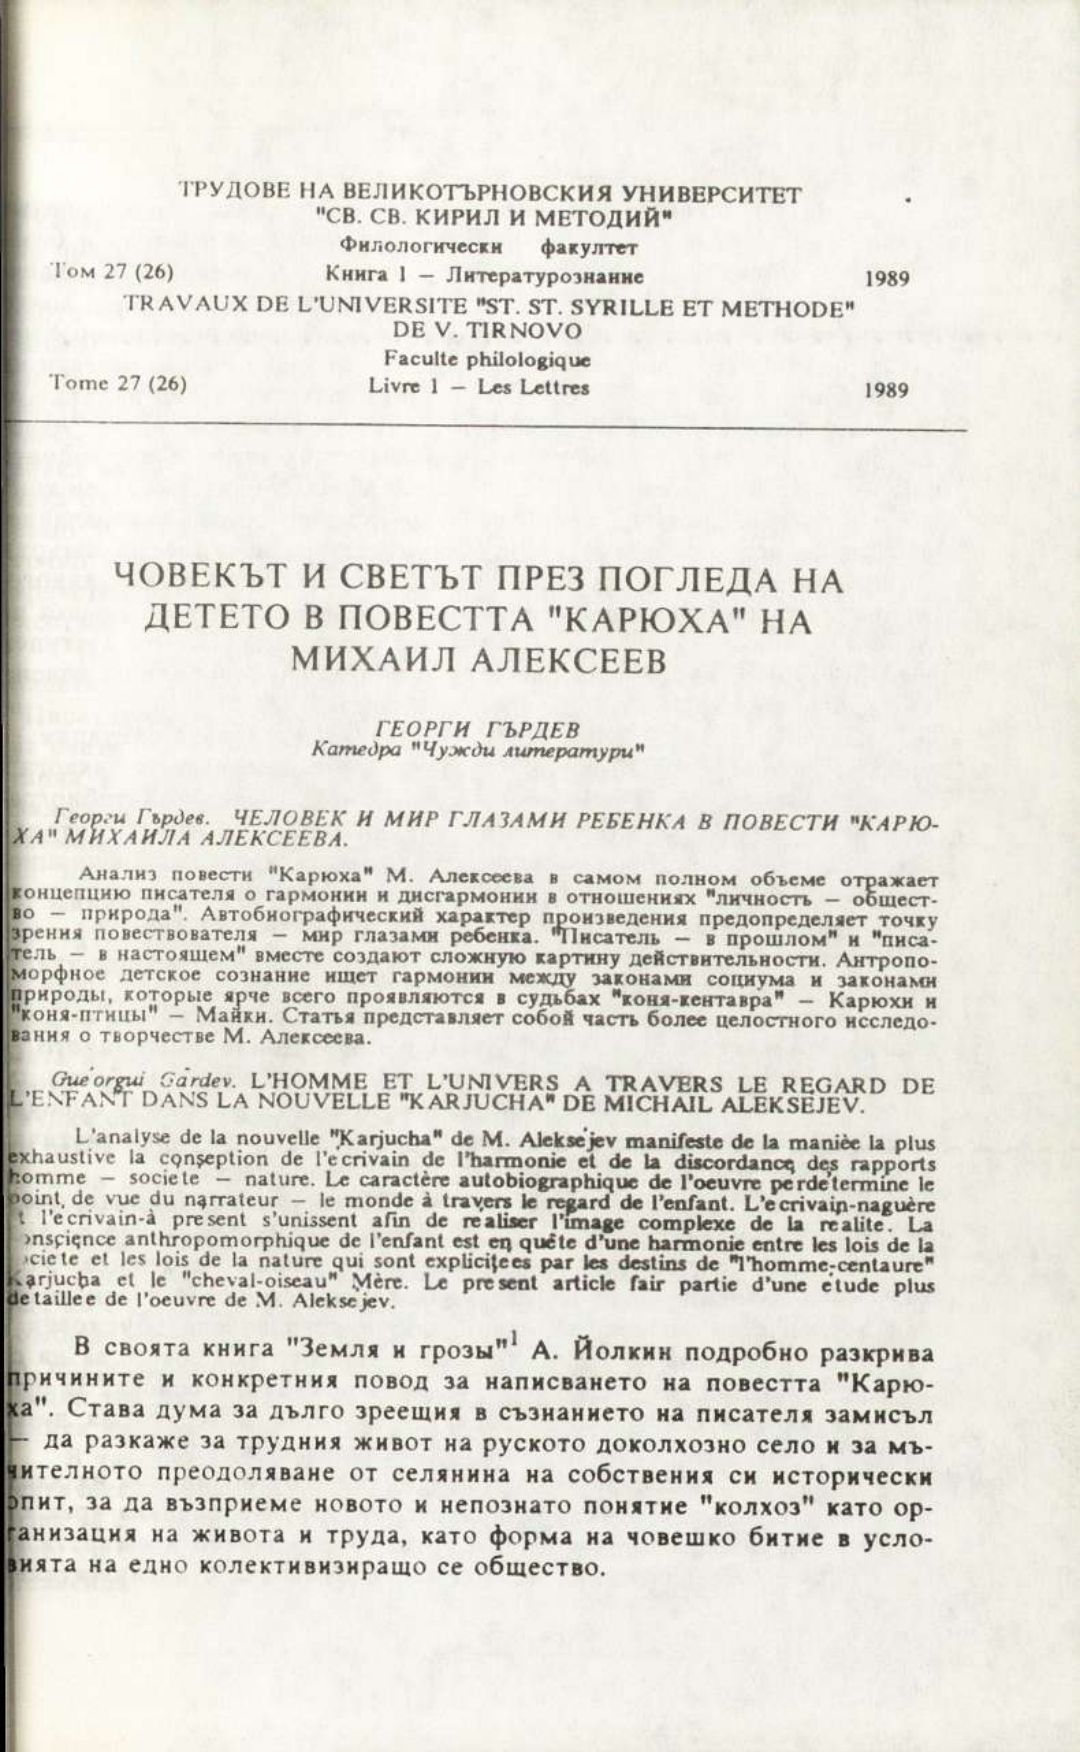 ТРУДОВЕ НА ВЕЛИКОТЪРНОВСКИЯ УНИВЕРСИТЕТ
"СВ. СВ. КИРИЛ И МЕТОДИЙ"
Филологически факултет
Том 27 (26) Книга 1 — Литературознание 1989
TRAVAUX DE L'UNIVERSITE "ST. ST. SYRILLE ET METHODE"
DE V. TIRNOVO
Faculte philologique
Tome 27 (26) Livre 1 — Les Lettres 1989
ЧОВЕКЪТ И СВЕТЪТ ПРЕЗ ПОГЛЕДА НА
ДЕТЕТО В ПОВЕСТТА "КАРЮХА" НА
МИХАИЛ АЛЕКСЕЕВ
ГЕОРГИ ГЪРДЕВ
Катедра "Чужди литератури"
Георги Гърдев. ЧЕЛОВЕК И МИР ГЛАЗАМИ РЕБЕНКА В ПОВЕСТИ "КАРЮ-
ХА" МИХАИЛА АЛЕКСЕЕВА.
Анализ повести "Карюха" М. Алексеева в самом полном объеме отражает
концепцию писателя о гармонии и дисгармонии в отношениях "личность — общест-
во — природа". Автобиографический характер произведения предопределяет точку
зрения повествователя — мир глазами ребенка. "Писатель — в прошлом" и "писа-
тель — в настоящем" вместе создают сложную картину действительности. Антропо-
морфное детское сознание ищет гармонии между законами социума и законами
природы, которые ярче всего проявляются в судьбах "коня-кентавра" — Карюхи и
"коня-птицы" — Майки. Статья представляет собой часть более целостного исследо-
вания о творчестве М. Алексеева.
Gue'orgui Gardev. L'HOMME ET L'UNIVERS A TRAVERS LE REGARD DE
L'ENFANT DANS LA NOUVELLE "KARJUCHA" DE MICHAIL ALEKSEJEV.
L'analyse de la nouvelle "Karjucha" de M. Aleksejev manifeste de la manièe la plus
exhaustive la conseption de l'ecrivain de l'harmonie et de la discordance des rapports
homme — societe — nature. Le caractère autobiographique de l'oeuvre perdetermine le
point de vue du narrateur — le monde à travers le regard de l'enfant. L'ecrivain-naguère
t l'ecrivain-à present s'unissent afin de realiser l'image complexe de la realite. La
onscience anthropomorphique de l'enfant est en quête d'une harmonie entre les lois de la
ciete et les lois de la nature qui sont explicitees par les destins de "l'homme-centaure"
Karjucha et le "cheval-oiseau" Mère. Le present article fair partie d'une etude plus
detaillee de l'oeuvre de M. Aleksejev.
В своята книга "Земля и грозы"¹ А. Йолкин подробно разкрива
причините и конкретния повод за написването на повестта "Карю-
ха". Става дума за дълго зреещия в съзнанието на писателя замисъл
— да разкаже за трудния живот на руското доколхозно село и за мъ-
чителното преодоляване от селянина на собствения си исторически
опит, за да възприеме новото и непознато понятие "колхоз" като ор-
ганизация на живота и труда, като форма на човешко битие в усло-
вията на едно колективизиращо се общество.